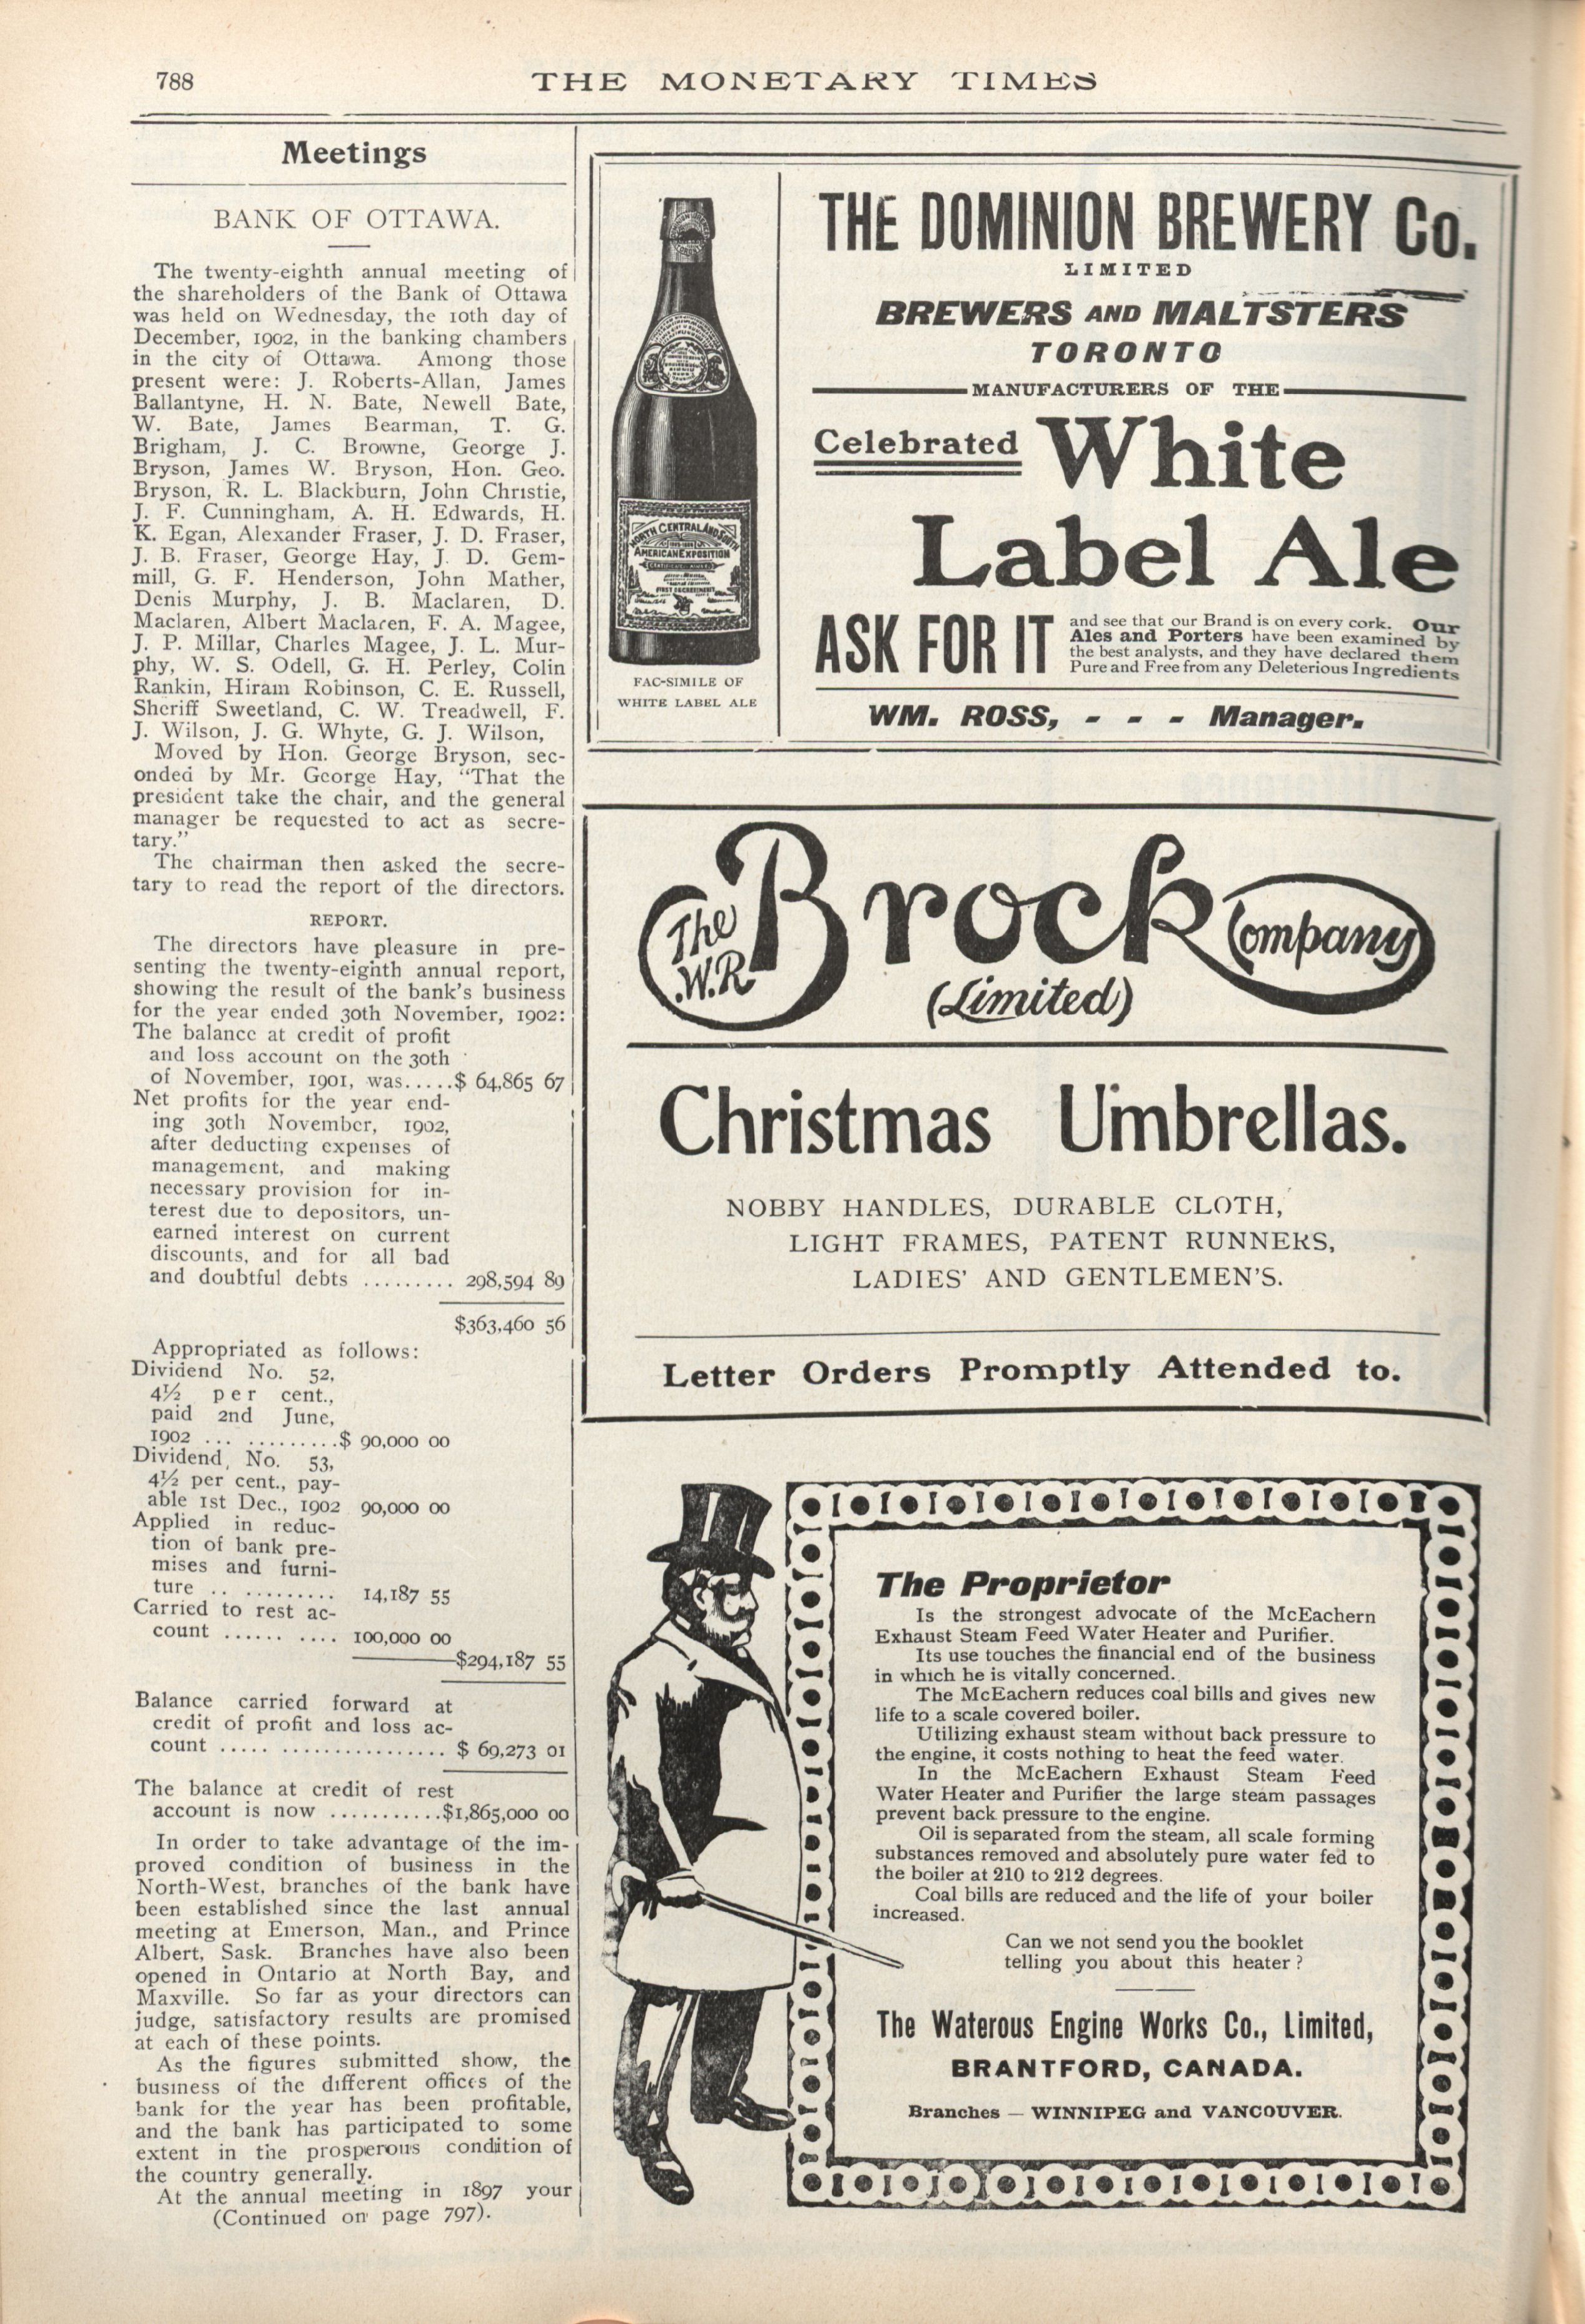 788
THE MONETARY TIMES
Meetings
BANK OF OTTAWA.
The twenty-eighth annual meeting of
the shareholders of the Bank of Ottawa
was held on Wednesday, the 10th day of
December, 1902, in the banking chambers
in the city of Ottawa. Among those
present were: J. Roberts-Allan, James
Ballantyne, H. N. Bate, Newell Bate,
W. Bate, James Bearman, T. G.
Brigham, J. C. Browne, George J.
Bryson, James W. Bryson, Hon. Geo.
Bryson, R. L. Blackburn, John Christie,
J. F. Cunningham, A. H. Edwards, H.
K. Egan, Alexander Fraser, J. D. Fraser,
J. B. Fraser, George Hay, J. D. Gem-
mill, G. F. Henderson, John Mather,
Denis Murphy, J. B. Maclaren, D.
Maclaren, Albert Maclaren, F. A. Magee,
J. P. Millar, Charles Magee, J. L. Mur-
phy, W. S. Odell, G. H. Perley, Colin
Rankin, Hiram Robinson, C. E. Russell,
Sheriff Sweetland, C. W. Treadwell, F.
J. Wilson, J. G. Whyte, G. J. Wilson,
Moved by Hon. George Bryson, sec-
onded by Mr. George Hay, "That the
president take the chair, and the general
manager be requested to act as secre-
tary."
The chairman then asked the secre-
tary to read the report of the directors.
REPORT.
The directors have pleasure in pre-
senting the twenty-eighth annual report,
showing the result of the bank's business
for the year ended 30th November, 1902:
The balance at credit of profit
and loss account on the 30th
of November, 1901, was.....$ 64,865 67
Net profits for the year end-
ing 30th November, 1902,
after deducting expenses of
management, and making
necessary provision for in-
terest due to depositors, un-
earned interest on current
discounts, and for all bad
and doubtful debts ......... 298,594 89
$363,460 56
Appropriated as follows:
Dividend No. 52,
4½ per cent.,
paid 2nd June,
1902 ... .........$ 90,000 00
Dividend, No. 53,
4½ per cent., pay-
able 1st Dec., 1902 90,000 00
Applied in reduc-
tion of bank pre-
mises and furni-
ture .. ......... 14,187 55
Carried to rest ac-
count ...... .... 100,000 00
$294,187 55
Balance carried forward at
credit of profit and loss ac-
count ..... ................ $ 69,273 01
The balance at credit of rest
account is now ...........$1,865,000 00
In order to take advantage of the im-
proved condition of business in the
North-West, branches of the bank have
been established since the last annual
meeting at Emerson, Man., and Prince
Albert, Sask. Branches have also been
opened in Ontario at North Bay, and
Maxville. So far as your directors can
judge, satisfactory results are promised
at each of these points.
As the figures submitted show, the
business of the different offices of the
bank for the year has been profitable,
and the bank has participated to some
extent in the prosperous condition of
the country generally.
At the annual meeting in 1897 your
(Continued on page 797).
NORTH CENTRAL AND SOUTH
AMERICAN EXPOSITION
FAC-SIMILE OF
WHITE LABEL ALE
THE DOMINION BREWERY Co.
LIMITED
BREWERS AND MALTSTERS
TORONTO
MANUFACTURERS OF THE
Celebrated White
Label Ale
ASK FOR IT
and see that our Brand is on every cork. Our
Ales and Porters have been examined by
the best analysts, and they have declared them
Pure and Free from any Deleterious Ingredients
WM. ROSS, - - - Manager.
The W.R. Brock Company
(Limited)
Christmas Umbrellas.
NOBBY HANDLES, DURABLE CLOTH,
LIGHT FRAMES, PATENT RUNNERS,
LADIES' AND GENTLEMEN'S.
Letter Orders Promptly Attended to.
The Proprietor
Is the strongest advocate of the McEachern
Exhaust Steam Feed Water Heater and Purifier.
Its use touches the financial end of the business
in which he is vitally concerned.
The McEachern reduces coal bills and gives new
life to a scale covered boiler.
Utilizing exhaust steam without back pressure to
the engine, it costs nothing to heat the feed water.
In the McEachern Exhaust Steam Feed
Water Heater and Purifier the large steam passages
prevent back pressure to the engine.
Oil is separated from the steam, all scale forming
substances removed and absolutely pure water fed to
the boiler at 210 to 212 degrees.
Coal bills are reduced and the life of your boiler
increased.
Can we not send you the booklet
telling you about this heater?
The Waterous Engine Works Co., Limited,
BRANTFORD, CANADA.
Branches — WINNIPEG and VANCOUVER.